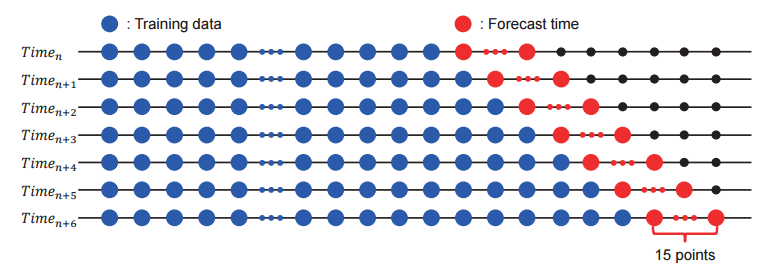 : Training data
: Forecast time
Timeₙ
Timeₙ₊₁
Timeₙ₊₂
Timeₙ₊₃
Timeₙ₊₄
Timeₙ₊₅
Timeₙ₊₆
15 points